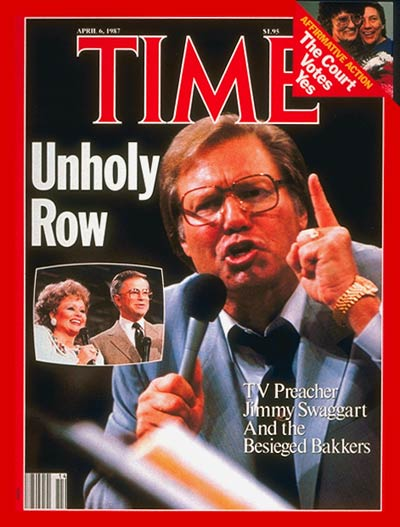 APRIL 6, 1987
$1.95
AFFIRMATIVE ACTION
The Court
Votes
Yes
TIME
Unholy
Row
TV Preacher
Jimmy Swaggart
And the
Besieged Bakkers
14